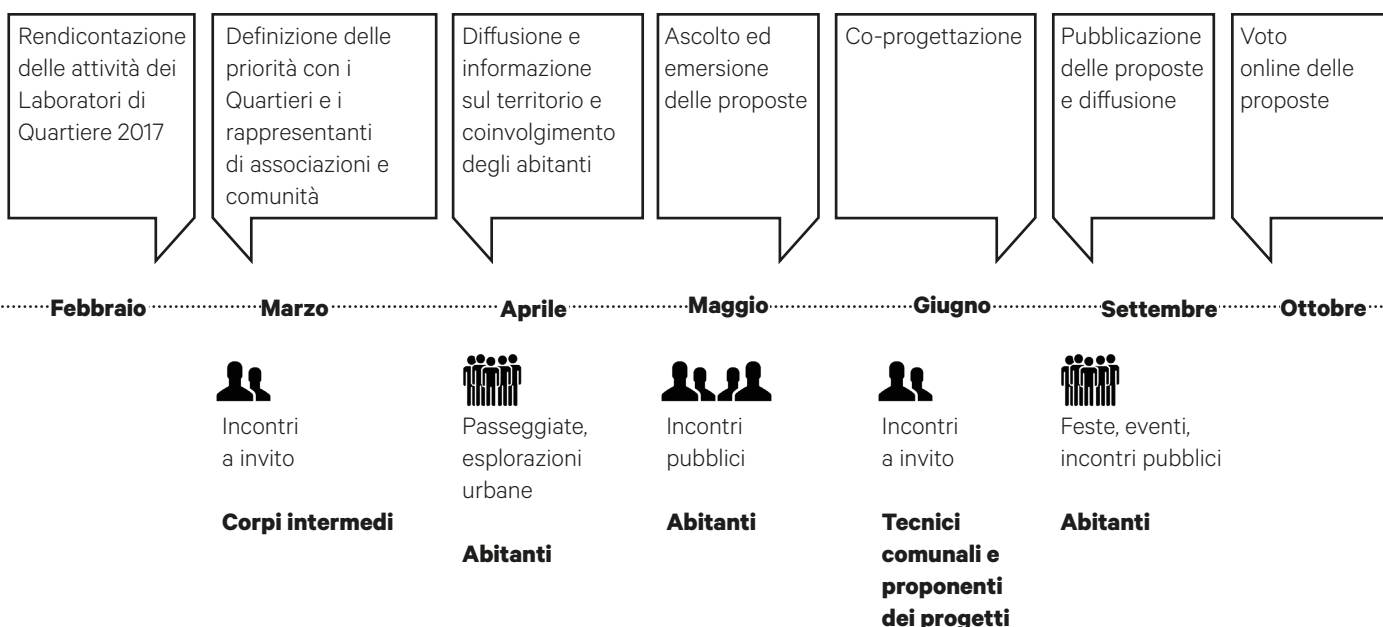 Rendicontazione
delle attività dei
Laboratori di
Quartiere 2017
Definizione delle
priorità con i
Quartieri e i
rappresentanti
di associazioni e
comunità
Diffusione e
informazione
sul territorio e
coinvolgimento
degli abitanti
Ascolto ed
emersione
delle proposte
Co-progettazione
Pubblicazione
delle proposte
e diffusione
Voto
online delle
proposte
Febbraio
Marzo
Aprile
Maggio
Giugno
Settembre
Ottobre
Incontri
a invito
Corpi intermedi
Passeggiate,
esplorazioni
urbane
Abitanti
Incontri
pubblici
Abitanti
Incontri
a invito
Tecnici
comunali e
proponenti
dei progetti
Feste, eventi,
incontri pubblici
Abitanti